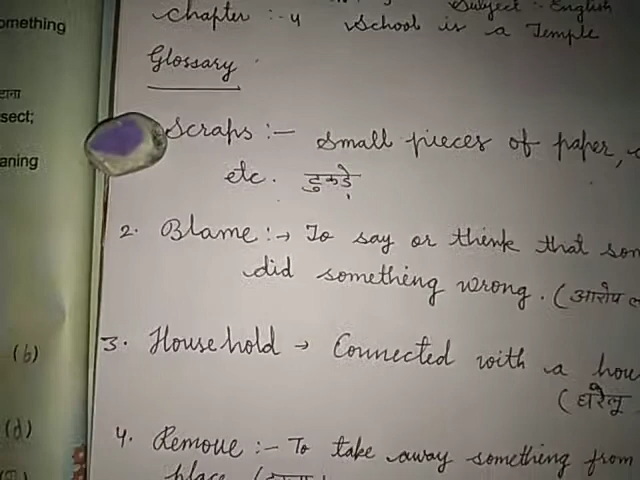 omething
sect;
aning
(b)
(d)
Subject :- English
Chapter :- 4 School is a Temple
Glossary
Scraps :- Small pieces of paper,
etc. टुकड़े
2. Blame :→ To say or think that som
did something wrong. (आरोप ल
3. Household → Connected with a hou
(घरेलू
4. Remove :- To take away something from
place (